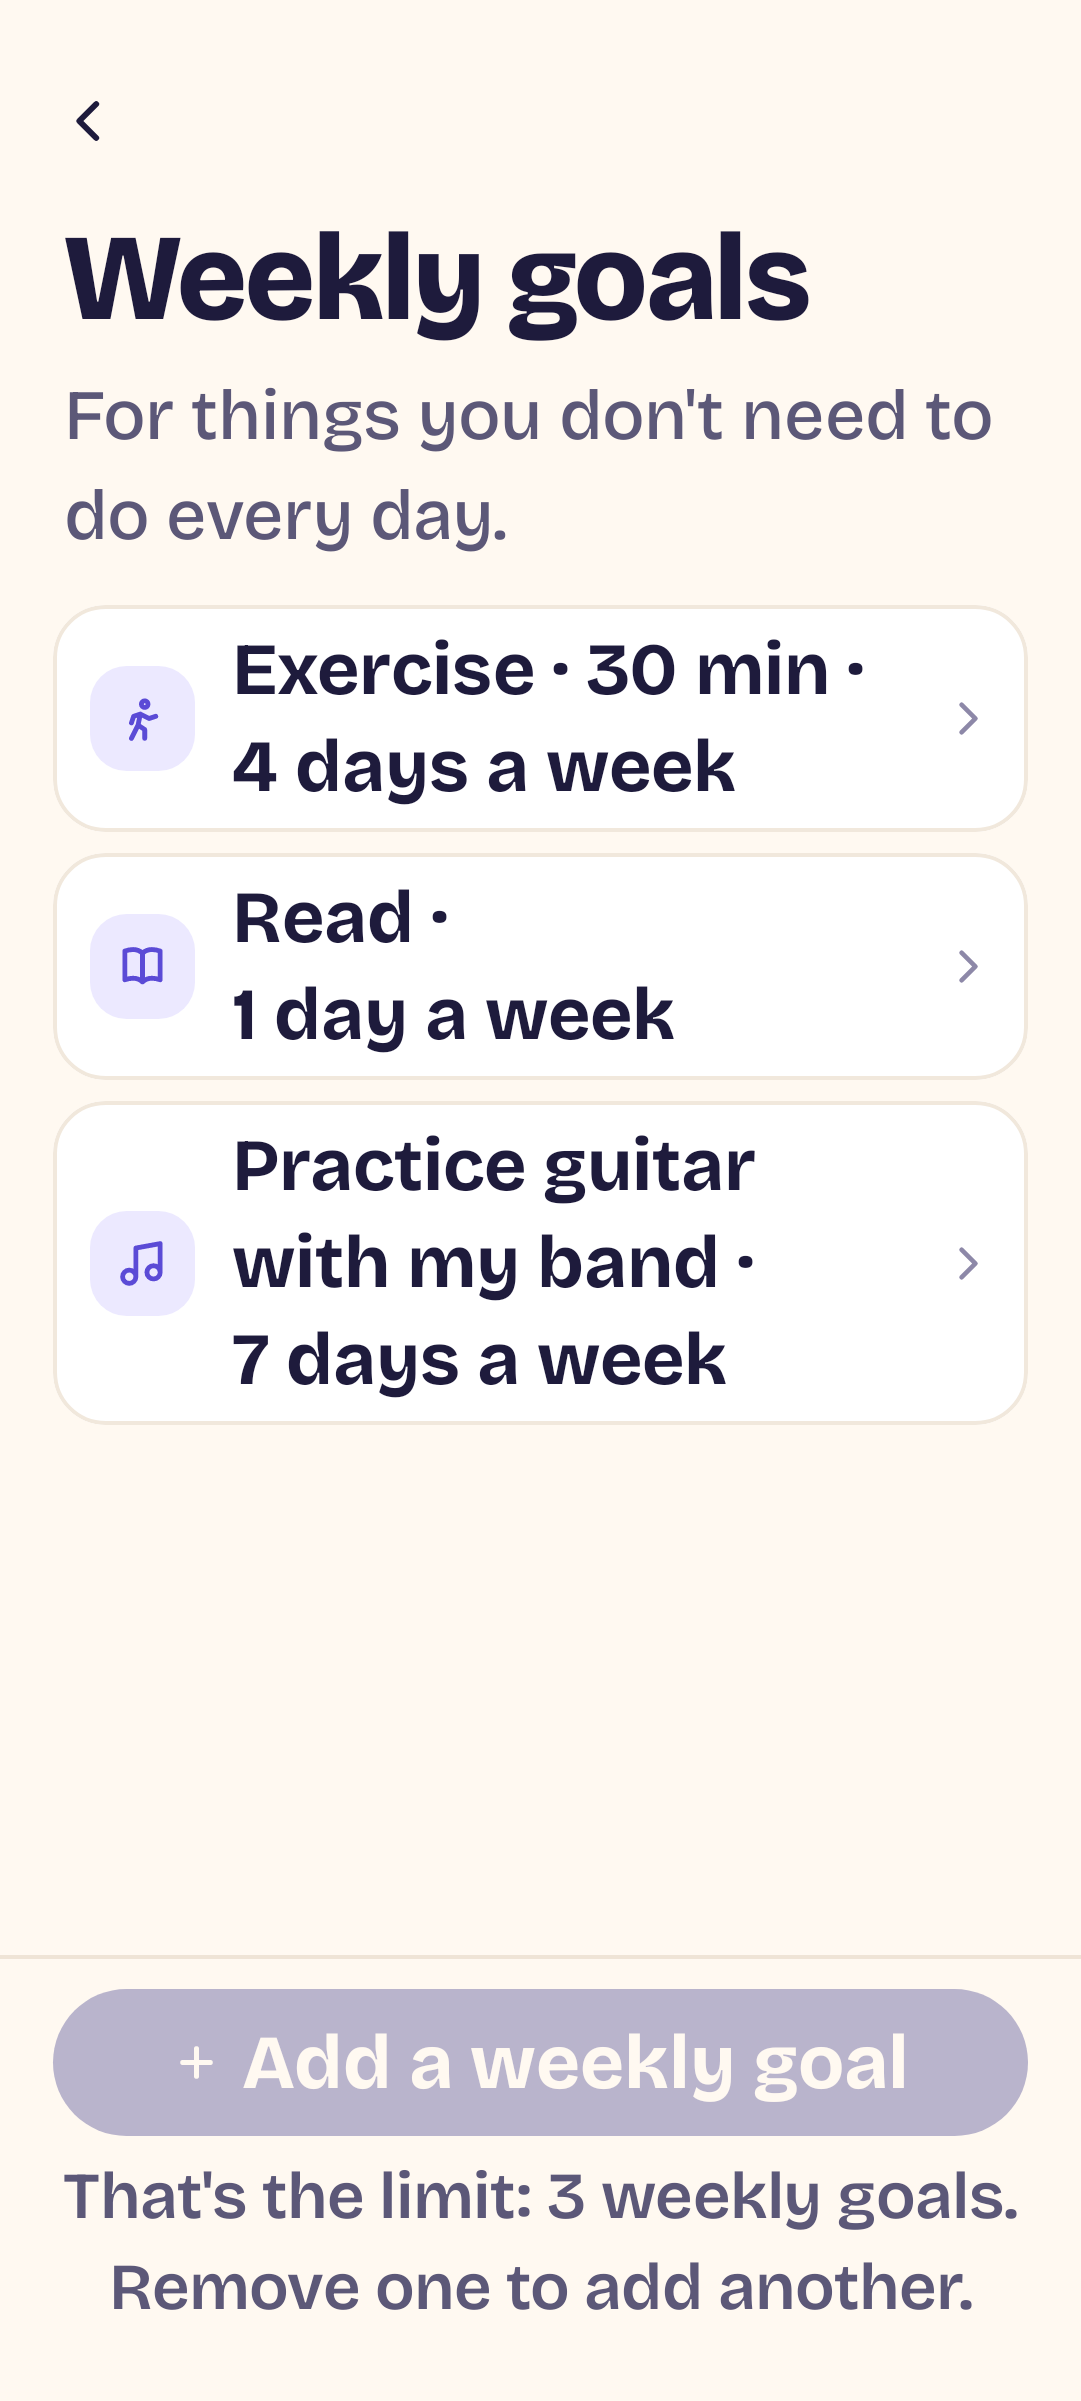 Weekly goals
For things you don't need to
do every day.
Exercise · 30 min ·
4 days a week
Read ·
1 day a week
Practice guitar
with my band ·
7 days a week
+ Add a weekly goal
That's the limit: 3 weekly goals.
Remove one to add another.